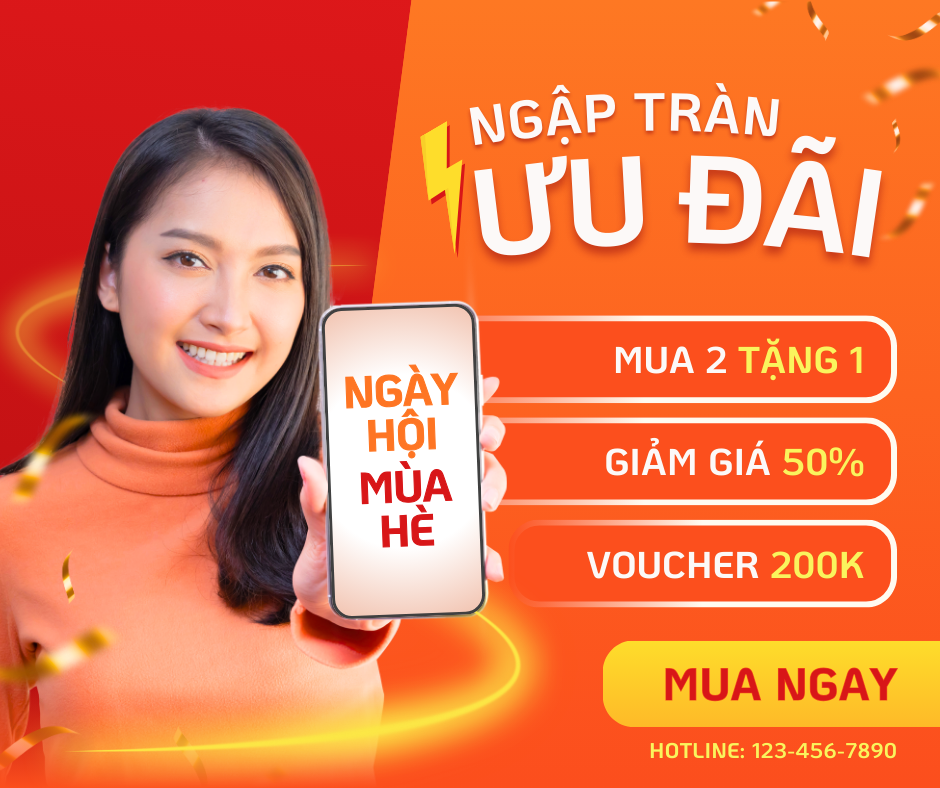 NGẬP TRÀN
ƯU ĐÃI
NGÀY
HỘI
MÙA
HÈ
MUA 2 TẶNG 1
GIẢM GIÁ 50%
VOUCHER 200K
MUA NGAY
HOTLINE: 123-456-7890